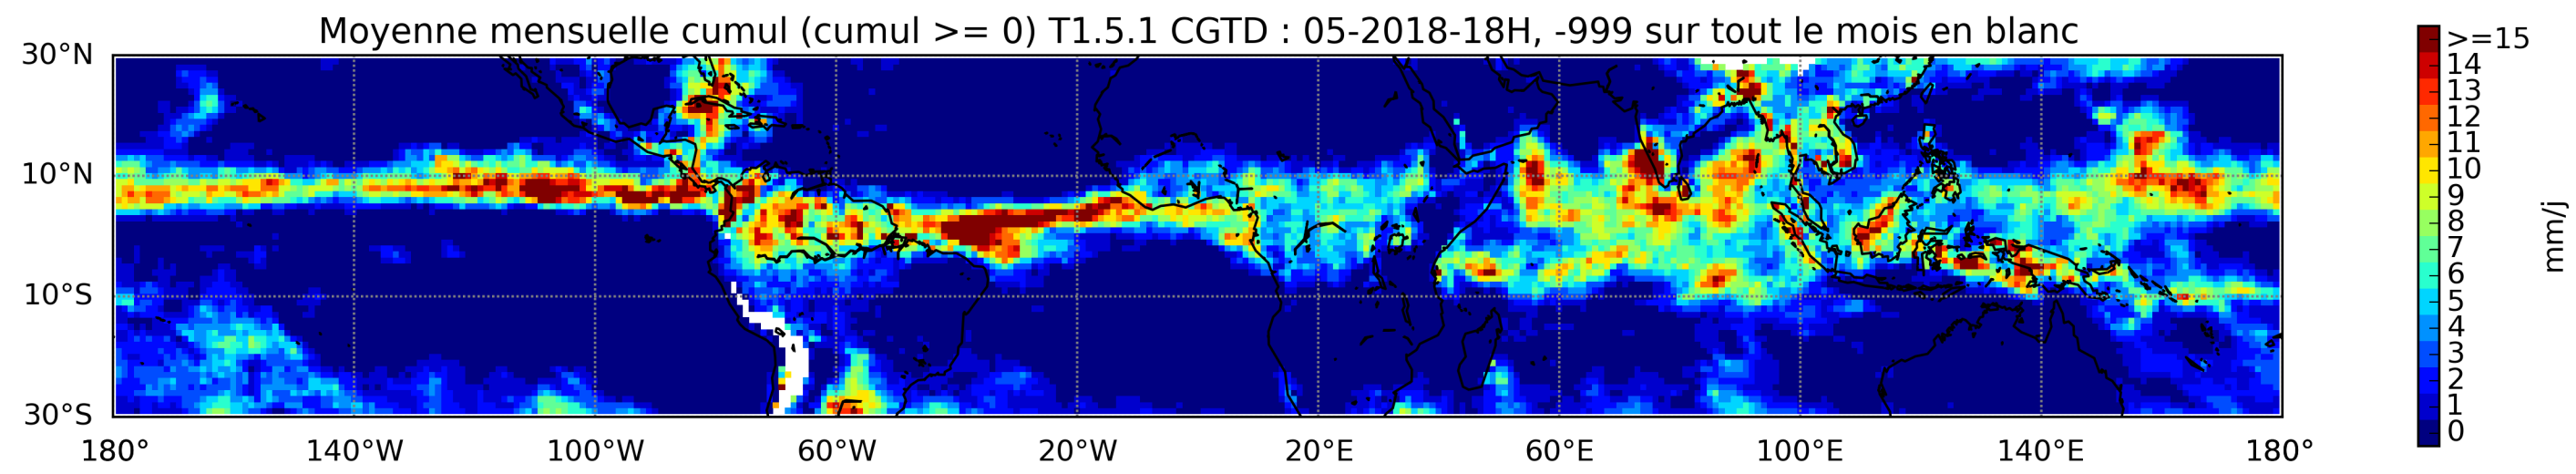 Moyenne mensuelle cumul (cumul >= 0) T1.5.1 CGTD : 05-2018-18H, -999 sur tout le mois en blanc
30°N
10°N
10°S
30°S
180° 140°W 100°W 60°W 20°W 20°E 60°E 100°E 140°E 180°
>=15
14
13
12
11
10
9
8
7
6
5
4
3
2
1
0
mm/j